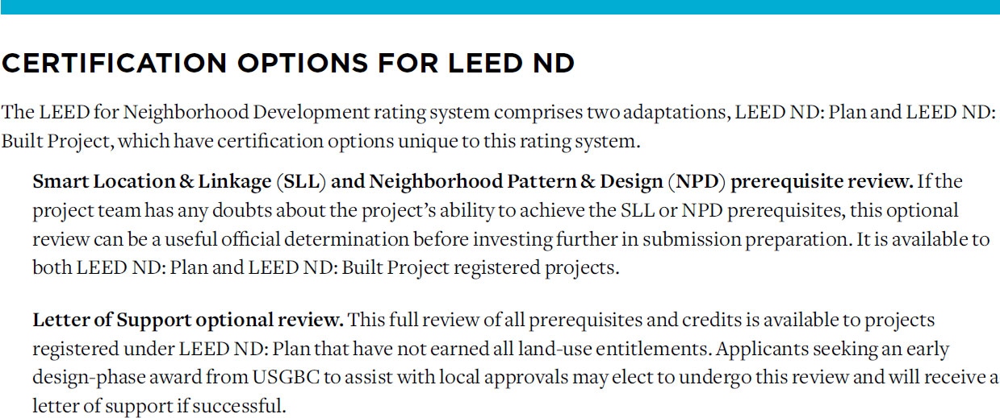 CERTIFICATION OPTIONS FOR LEED ND
The LEED for Neighborhood Development rating system comprises two adaptations, LEED ND: Plan and LEED ND:
Built Project, which have certification options unique to this rating system.
Smart Location & Linkage (SLL) and Neighborhood Pattern & Design (NPD) prerequisite review. If the
project team has any doubts about the project’s ability to achieve the SLL or NPD prerequisites, this optional
review can be a useful official determination before investing further in submission preparation. It is available to
both LEED ND: Plan and LEED ND: Built Project registered projects.
Letter of Support optional review. This full review of all prerequisites and credits is available to projects
registered under LEED ND: Plan that have not earned all land-use entitlements. Applicants seeking an early
design-phase award from USGBC to assist with local approvals may elect to undergo this review and will receive a
letter of support if successful.